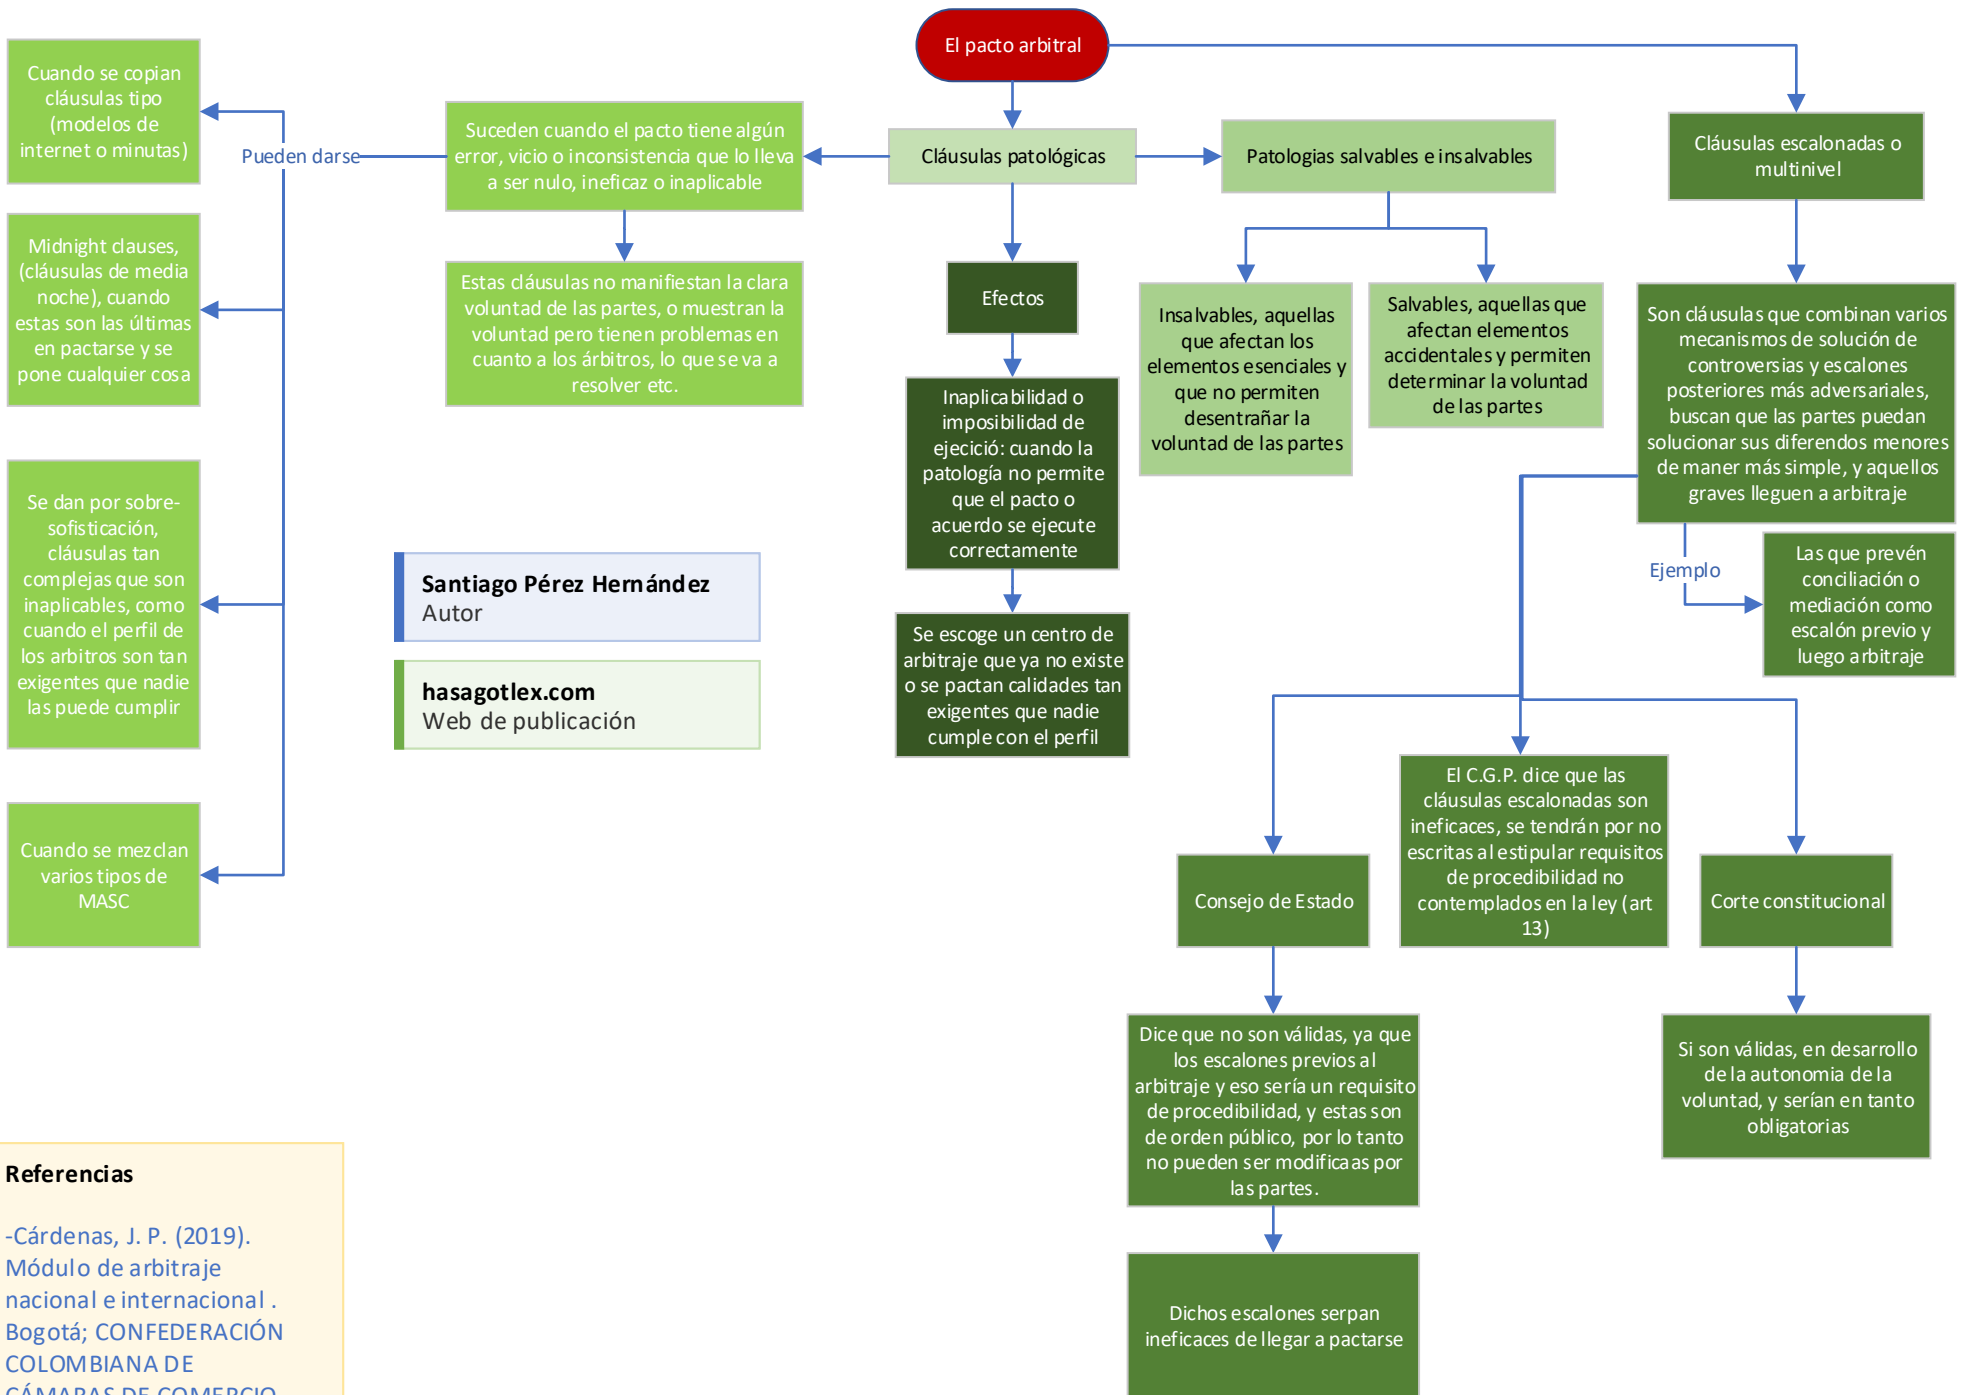 El pacto arbitral
Cuando se copian
cláusulas tipo
(modelos de
internet o minutas)
Pueden darse
Suceden cuando el pacto tiene algún
error, vicio o inconsistencia que lo lleva
a ser nulo, ineficaz o inaplicable
Cláusulas patológicas
Patologias salvables e insalvables
Cláusulas escalonadas o
multinivel
Midnight clauses,
(cláusulas de media
noche), cuando
estas son las últimas
en pactarse y se
pone cualquier cosa
Estas cláusulas no manifiestan la clara
voluntad de las partes, o muestran la
voluntad pero tienen problemas en
cuanto a los árbitros, lo que se va a
resolver etc.
Efectos
Insalvables, aquellas
que afectan los
elementos esenciales y
que no permiten
desentrañar la
voluntad de las partes
Salvables, aquellas que
afectan elementos
accidentales y permiten
determinar la voluntad
de las partes
Son cláusulas que combinan varios
mecanismos de solución de
controversias y escalones
posteriores más adversariales,
buscan que las partes puedan
solucionar sus diferendos menores
de maner más simple, y aquellos
graves lleguen a arbitraje
Inaplicabilidad o
imposibilidad de
ejecició: cuando la
patología no permite
que el pacto o
acuerdo se ejecute
correctamente
Se dan por sobre-
sofisticación,
cláusulas tan
complejas que son
inaplicables, como
cuando el perfil de
los arbitros son tan
exigentes que nadie
las puede cumplir
Santiago Pérez Hernández
Autor
hasagotlex.com
Web de publicación
Ejemplo
Las que prevén
conciliación o
mediación como
escalón previo y
luego arbitraje
Se escoge un centro de
arbitraje que ya no existe
o se pactan calidades tan
exigentes que nadie
cumple con el perfil
Cuando se mezclan
varios tipos de
MASC
Consejo de Estado
El C.G.P. dice que las
cláusulas escalonadas son
ineficaces, se tendrán por no
escritas al estipular requisitos
de procedibilidad no
contemplados en la ley (art
13)
Corte constitucional
Dice que no son válidas, ya que
los escalones previos al
arbitraje y eso sería un requisito
de procedibilidad, y estas son
de orden público, por lo tanto
no pueden ser modificaas por
las partes.
Si son válidas, en desarrollo
de la autonomia de la
voluntad, y serían en tanto
obligatorias
Dichos escalones serpan
ineficaces de llegar a pactarse
Referencias
-Cárdenas, J. P. (2019).
Módulo de arbitraje
nacional e internacional .
Bogotá; CONFEDERACIÓN
COLOMBIANA DE
CÁMARAS DE COMERCIO